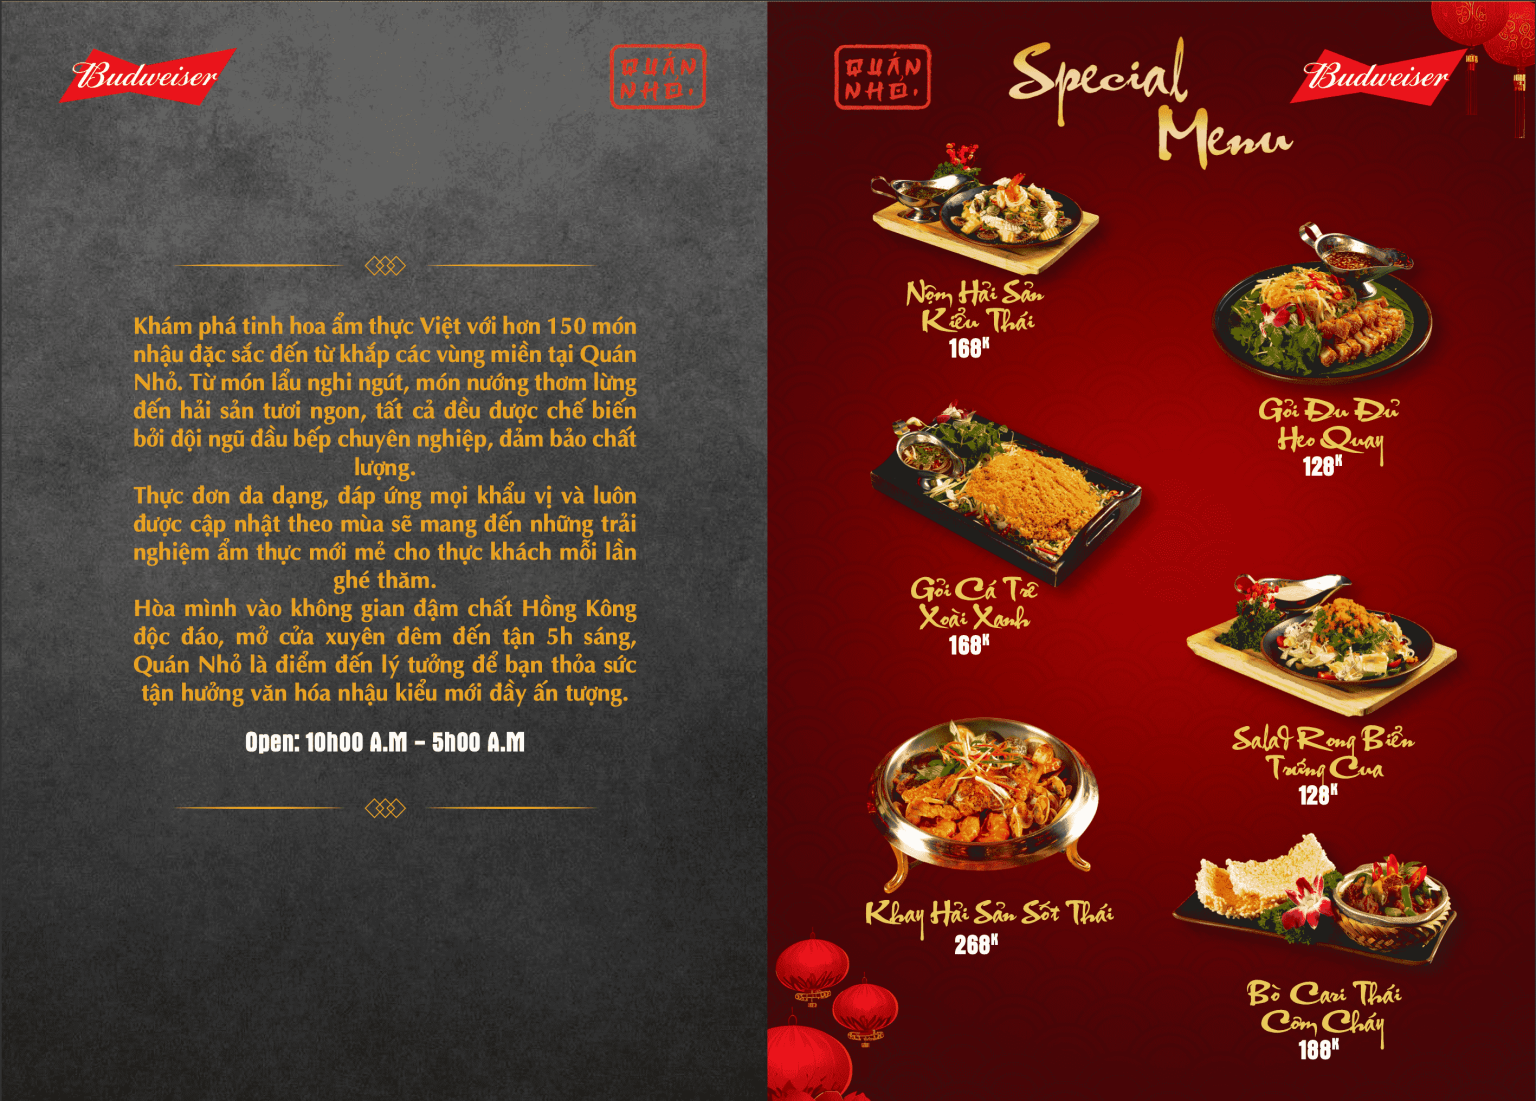 Budweiser
QUÁN
NHỎ.
Khám phá tinh hoa ẩm thực Việt với hơn 150 món
nhậu đặc sắc đến từ khắp các vùng miền tại Quán
Nhỏ. Từ món lẩu nghi ngút, món nướng thơm lừng
đến hải sản tươi ngon, tất cả đều được chế biến
bởi đội ngũ đầu bếp chuyên nghiệp, đảm bảo chất
lượng.
Thực đơn đa dạng, đáp ứng mọi khẩu vị và luôn
được cập nhật theo mùa sẽ mang đến những trải
nghiệm ẩm thực mới mẻ cho thực khách mỗi lần
ghé thăm.
Hòa mình vào không gian đậm chất Hồng Kông
độc đáo, mở cửa xuyên đêm đến tận 5h sáng,
Quán Nhỏ là điểm đến lý tưởng để bạn thỏa sức
tận hưởng văn hóa nhậu kiểu mới đầy ấn tượng.
Open: 10h00 A.M - 5h00 A.M
QUÁN
NHỎ.
Special
Menu
Budweiser
Nộm Hải Sản
Kiểu Thái
168K
Gỏi Đu Đủ
Heo Quay
128K
Gỏi Cá Trê
Xoài Xanh
168K
Salad Rong Biển
Trứng Cua
128K
Khay Hải Sản Sốt Thái
268K
Bò Cari Thái
Cơm Cháy
188K